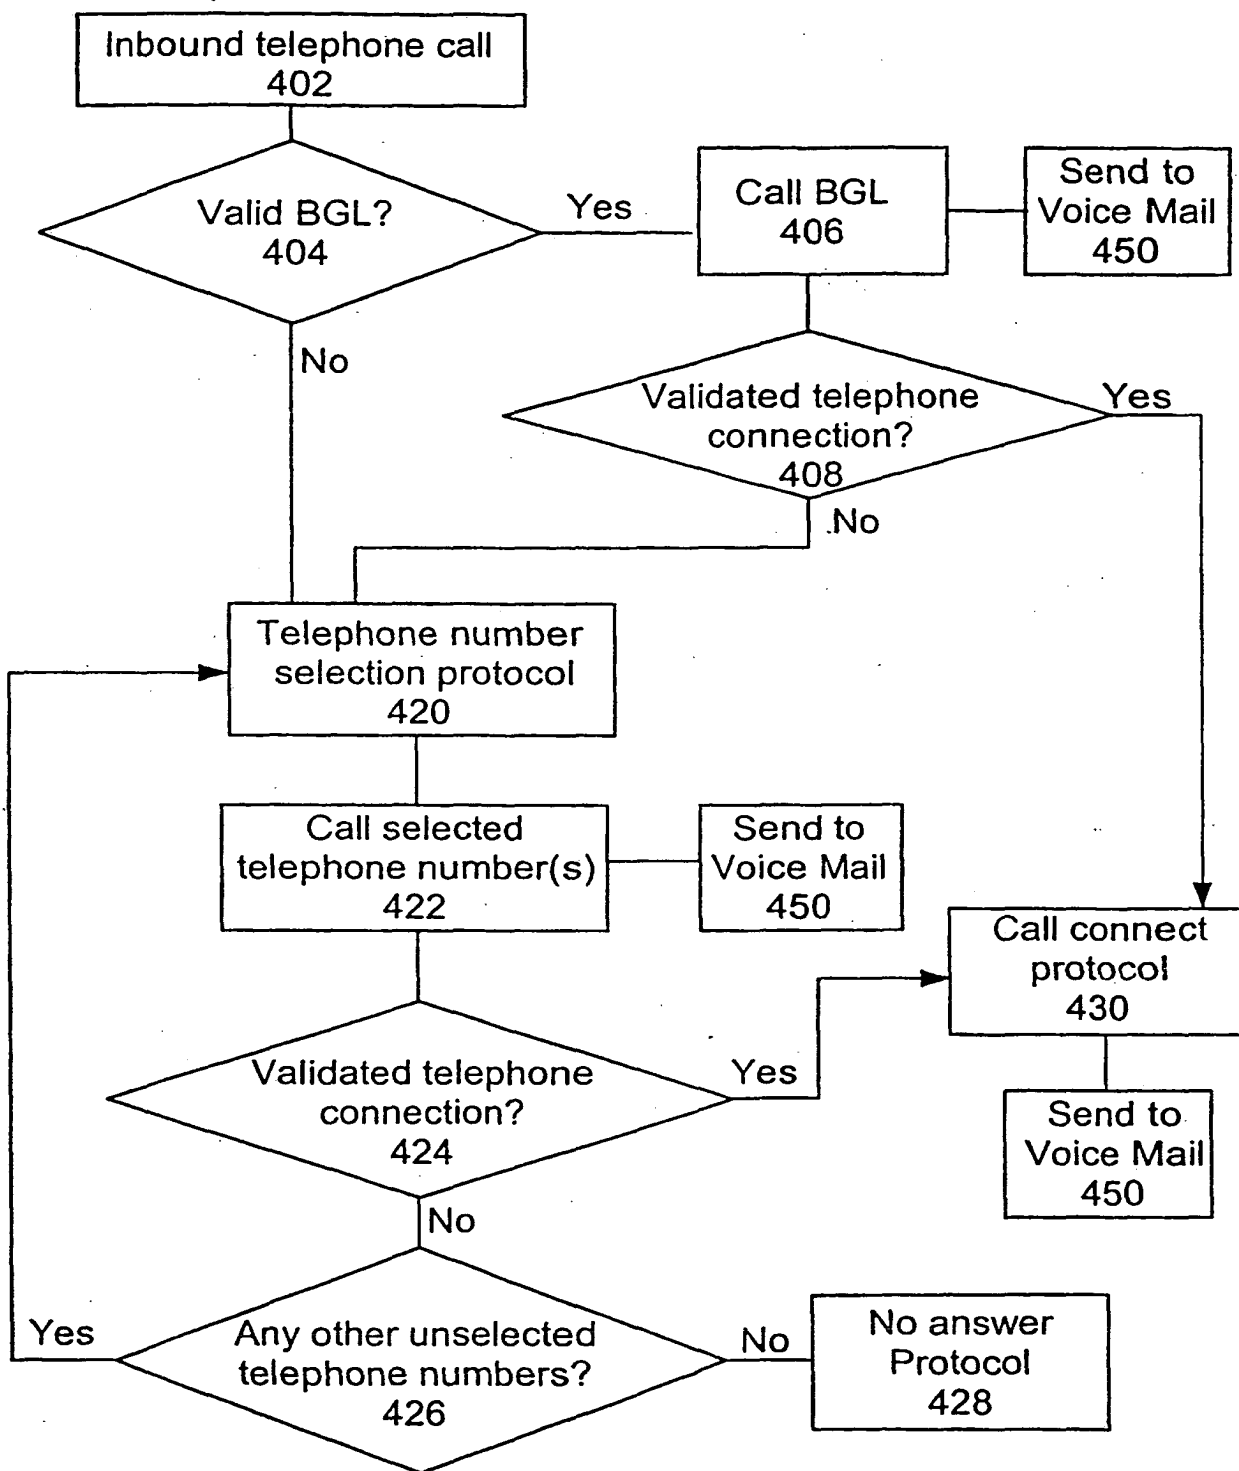 Inbound telephone call
402
Valid BGL?
404
Yes
Call BGL
406
Send to
Voice Mail
450
No
Validated telephone
connection?
408
Yes
.No
Telephone number
selection protocol
420
Call selected
telephone number(s)
422
Send to
Voice Mail
450
Call connect
protocol
430
Validated telephone
connection?
424
Yes
Send to
Voice Mail
450
No
Any other unselected
telephone numbers?
426
Yes
No
No answer
Protocol
428